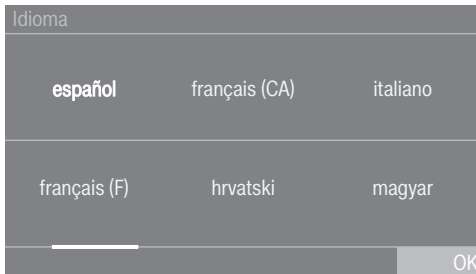 Idioma
español français (CA) italiano
français (F) hrvatski magyar
OK